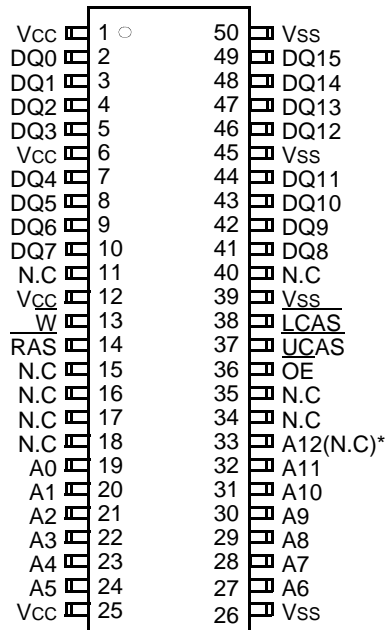 Vcc 1 50 Vss
DQ0 2 49 DQ15
DQ1 3 48 DQ14
DQ2 4 47 DQ13
DQ3 5 46 DQ12
Vcc 6 45 Vss
DQ4 7 44 DQ11
DQ5 8 43 DQ10
DQ6 9 42 DQ9
DQ7 10 41 DQ8
N.C 11 40 N.C
Vcc 12 39 Vss
W 13 38 LCAS
RAS 14 37 UCAS
N.C 15 36 OE
N.C 16 35 N.C
N.C 17 34 N.C
N.C 18 33 A12(N.C)*
A0 19 32 A11
A1 20 31 A10
A2 21 30 A9
A3 22 29 A8
A4 23 28 A7
A5 24 27 A6
Vcc 25 26 Vss